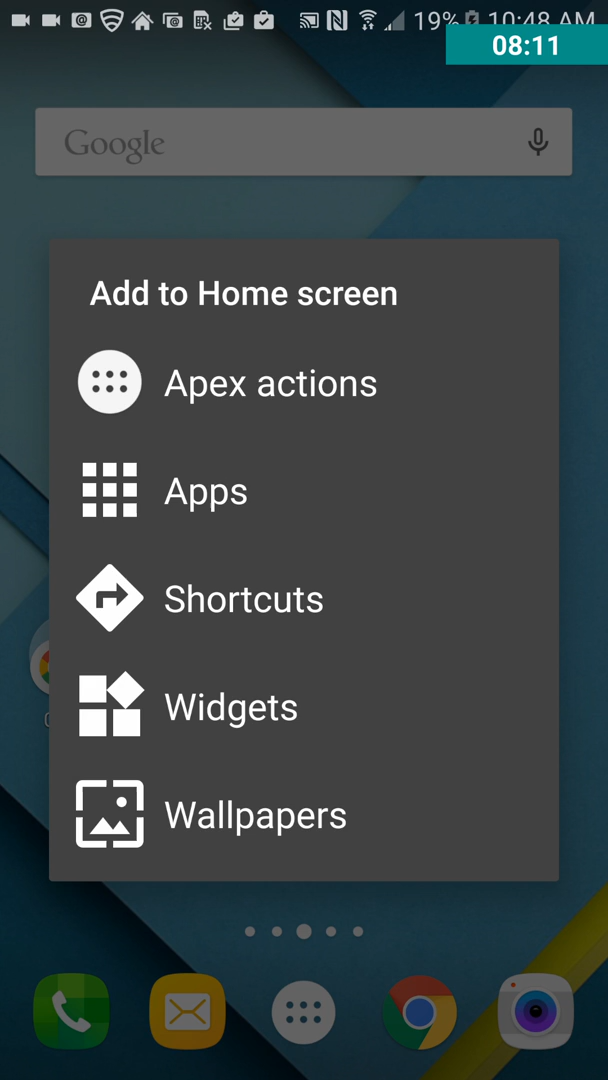 19% 10:48 AM
08:11
Google
Add to Home screen
Apex actions
Apps
Shortcuts
Widgets
Wallpapers